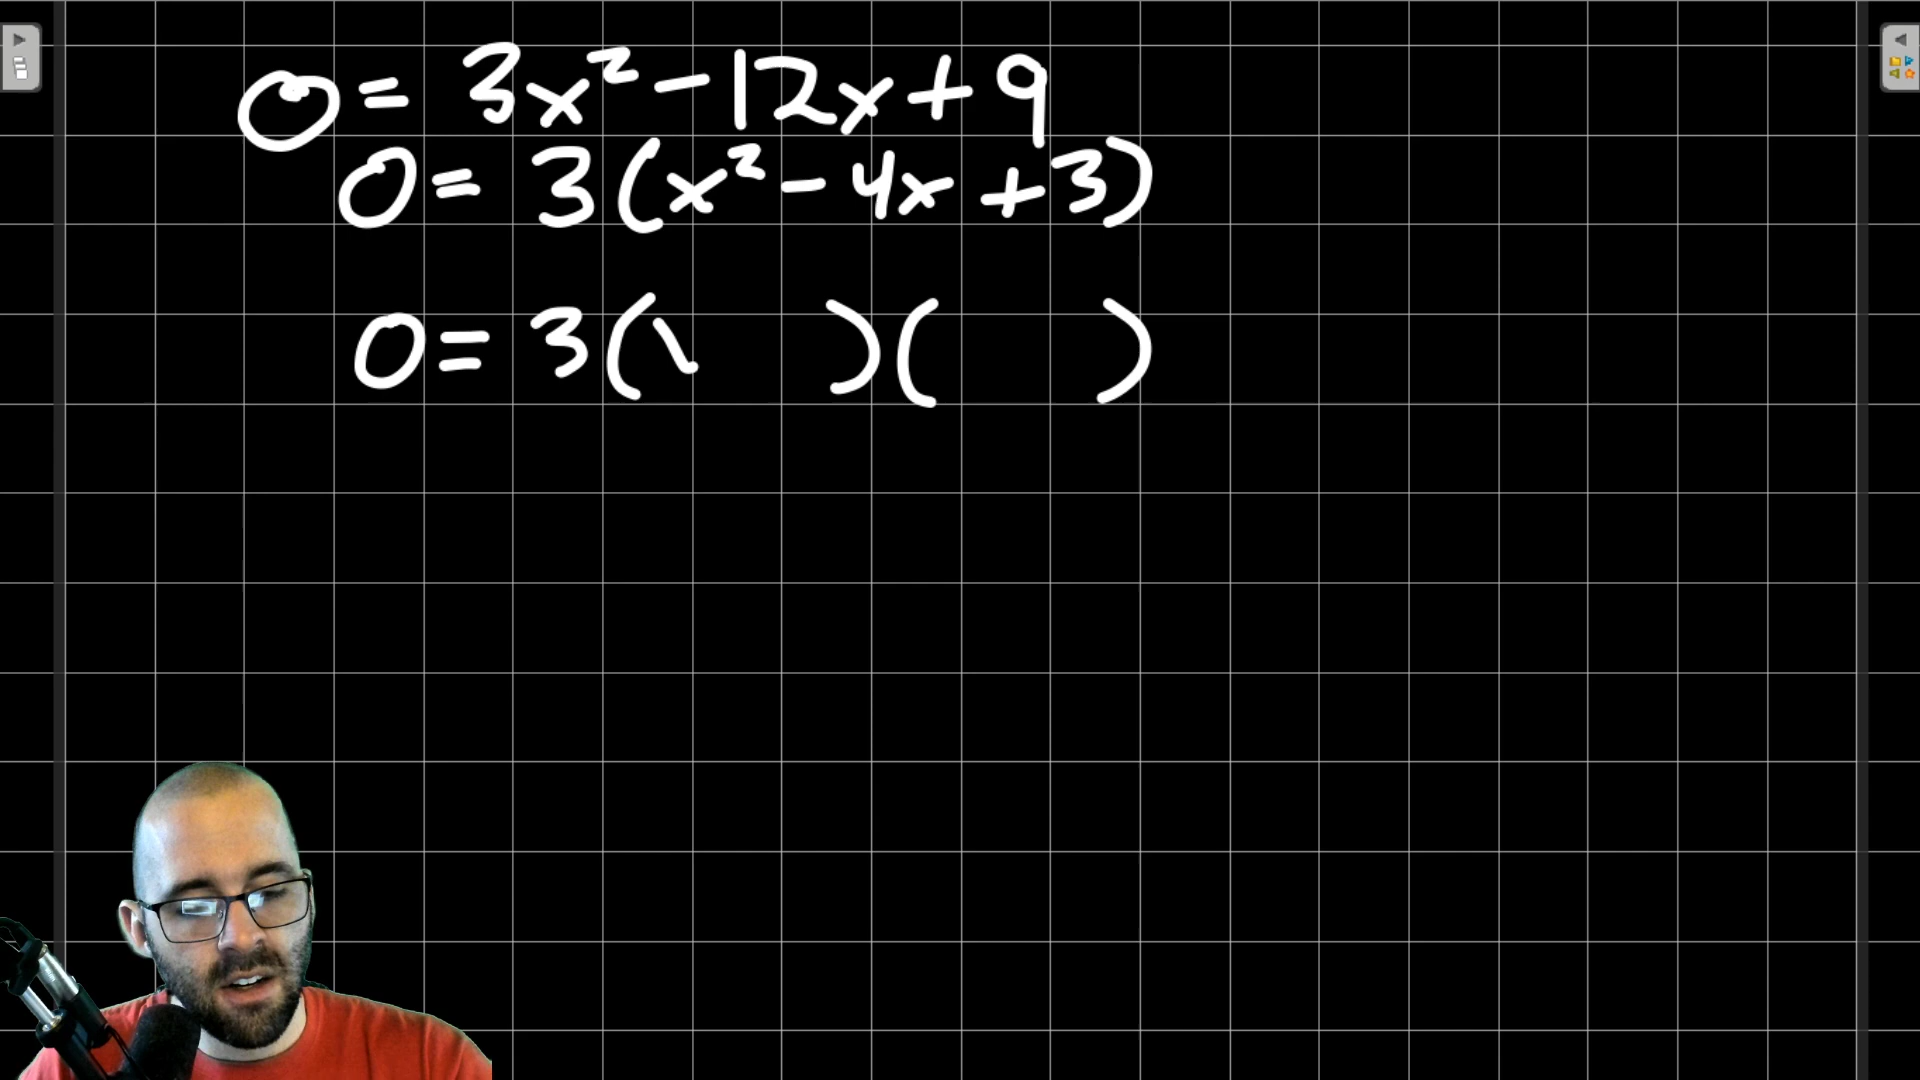 0 = 3x² - 12x + 9
0 = 3(x² - 4x + 3)
0 = 3(\ )( )